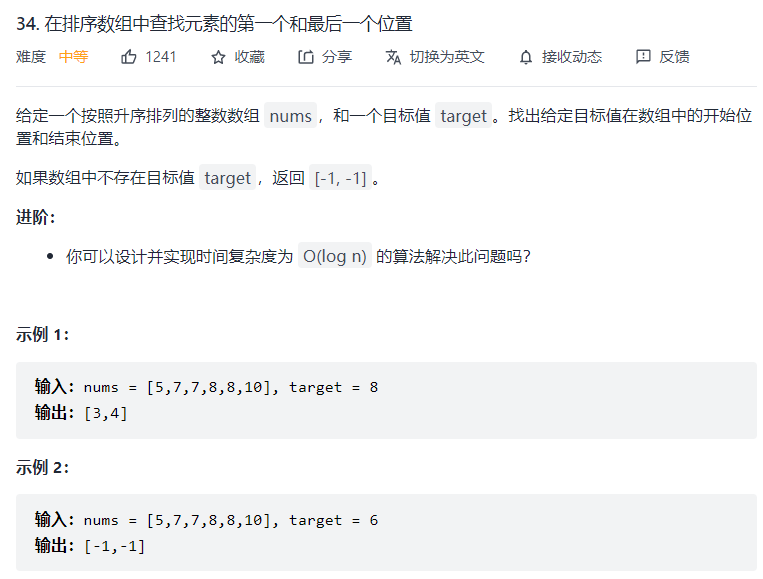 34. 在排序数组中查找元素的第一个和最后一个位置
难度 中等 1241 收藏 分享 切换为英文 接收动态 反馈
给定一个按照升序排列的整数数组 nums，和一个目标值 target。找出给定目标值在数组中的开始位
置和结束位置。
如果数组中不存在目标值 target，返回 [-1, -1]。
进阶：
• 你可以设计并实现时间复杂度为 O(log n) 的算法解决此问题吗？
示例 1：
输入：nums = [5,7,7,8,8,10], target = 8
输出：[3,4]
示例 2：
输入：nums = [5,7,7,8,8,10], target = 6
输出：[-1,-1]